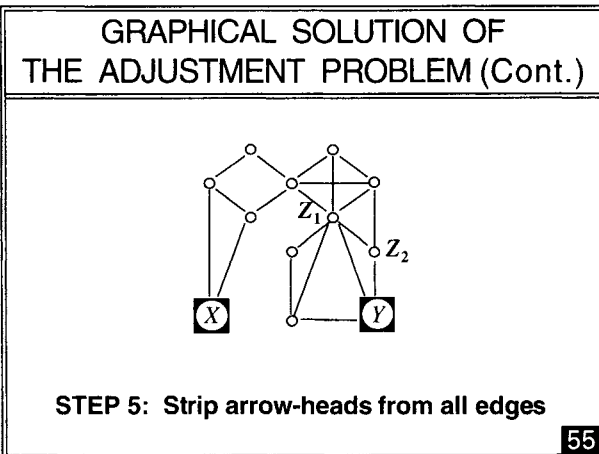 GRAPHICAL SOLUTION OF
THE ADJUSTMENT PROBLEM (Cont.)
Z₁
Z₂
X
Y
STEP 5: Strip arrow-heads from all edges
55